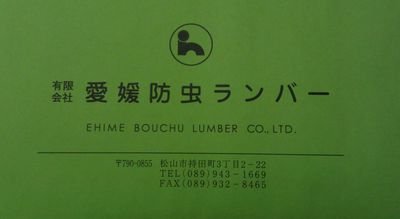 有限会社 愛媛防虫ランバー
EHIME BOUCHU LUMBER CO., LTD.
〒790-0855 松山市持田町3丁目2－22
TEL(089)943－1669
FAX(089)932－8465